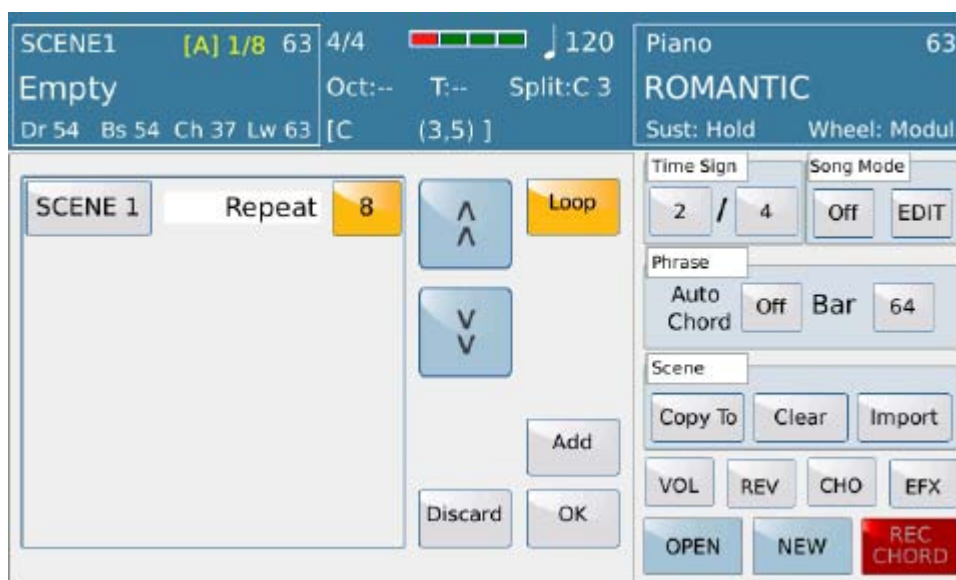 SCENE1 [A] 1/8 63 4/4 120 Piano 63
Empty Oct:-- T:-- Split:C 3 ROMANTIC
Dr 54 Bs 54 Ch 37 Lw 63 [C (3,5) ] Sust: Hold Wheel: Modul
SCENE 1 Repeat 8
Loop
Add
Discard OK
Time Sign Song Mode
2 / 4 Off EDIT
Phrase
Auto
Chord Off Bar 64
Scene
Copy To Clear Import
VOL REV CHO EFX
OPEN NEW REC
CHORD